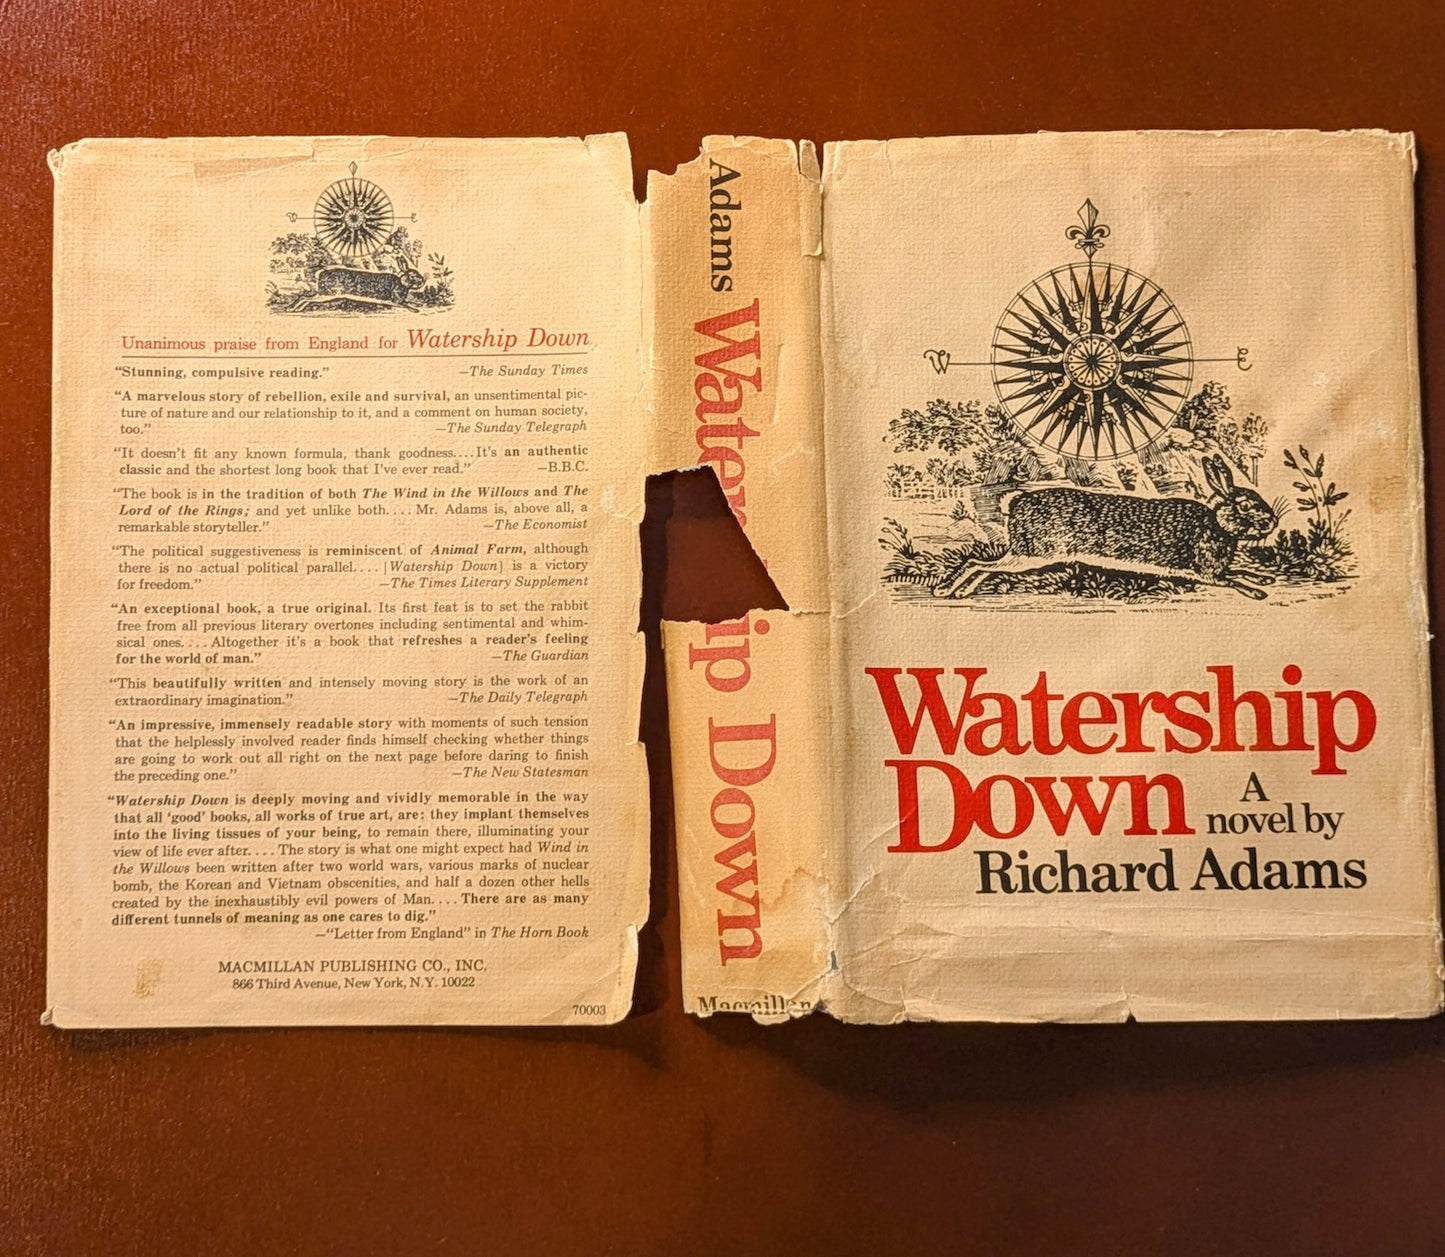 W E
Unanimous praise from England for Watership Down
“Stunning, compulsive reading.” —The Sunday Times
“A marvelous story of rebellion, exile and survival, an unsentimental pic-
ture of nature and our relationship to it, and a comment on human society,
too.” —The Sunday Telegraph
“It doesn’t fit any known formula, thank goodness....It’s an authentic
classic and the shortest long book that I’ve ever read.” —B.B.C.
“The book is in the tradition of both The Wind in the Willows and The
Lord of the Rings; and yet unlike both.... Mr. Adams is, above all, a
remarkable storyteller.” —The Economist
“The political suggestiveness is reminiscent of Animal Farm, although
there is no actual political parallel.... [Watership Down] is a victory
for freedom.” —The Times Literary Supplement
“An exceptional book, a true original. Its first feat is to set the rabbit
free from all previous literary overtones including sentimental and whim-
sical ones.... Altogether it’s a book that refreshes a reader’s feeling
for the world of man.” —The Guardian
“This beautifully written and intensely moving story is the work of an
extraordinary imagination.” —The Daily Telegraph
“An impressive, immensely readable story with moments of such tension
that the helplessly involved reader finds himself checking whether things
are going to work out all right on the next page before daring to finish
the preceding one.” —The New Statesman
“Watership Down is deeply moving and vividly memorable in the way
that all ‘good’ books, all works of true art, are: they implant themselves
into the living tissues of your being, to remain there, illuminating your
view of life ever after.... The story is what one might expect had Wind in
the Willows been written after two world wars, various marks of nuclear
bomb, the Korean and Vietnam obscenities, and half a dozen other hells
created by the inexhaustibly evil powers of Man.... There are as many
different tunnels of meaning as one cares to dig.”
—“Letter from England” in The Horn Book
MACMILLAN PUBLISHING CO., INC.
866 Third Avenue, New York, N.Y. 10022
70003
Adams Water ip Down
Macmillan
W E
Watership
Down
A
novel by
Richard Adams